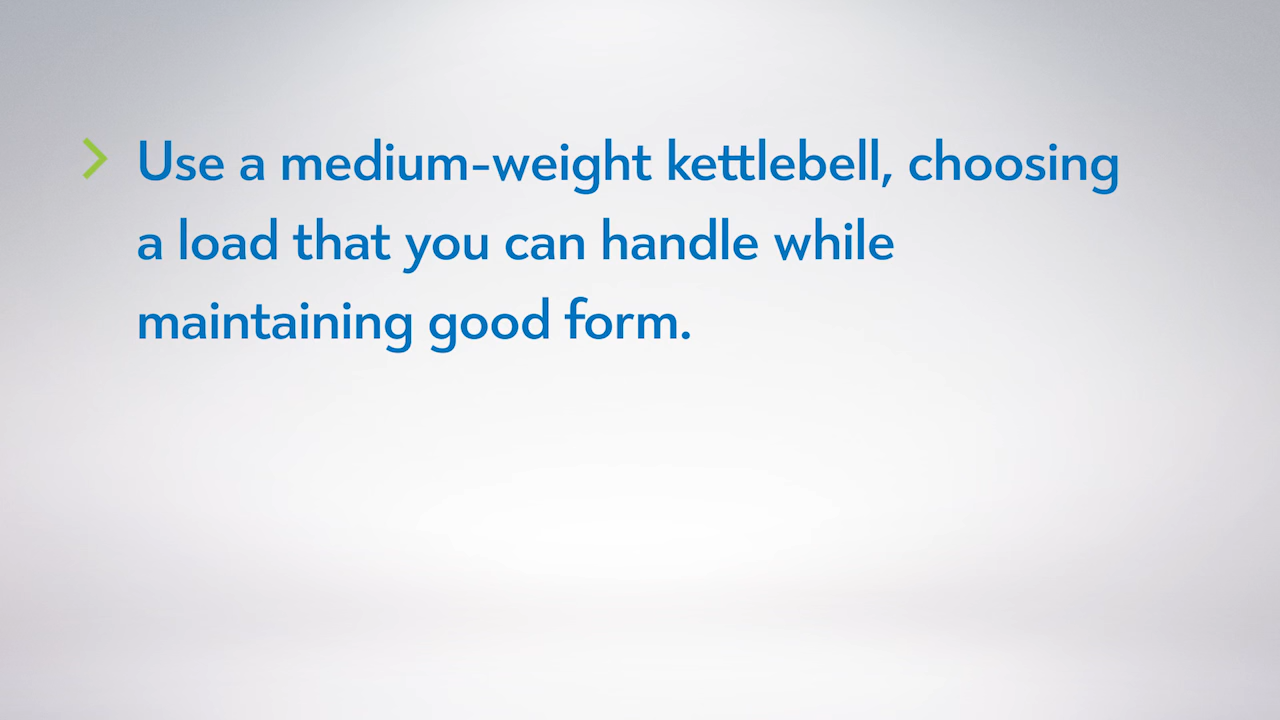 Use a medium-weight kettlebell, choosing
a load that you can handle while
maintaining good form.